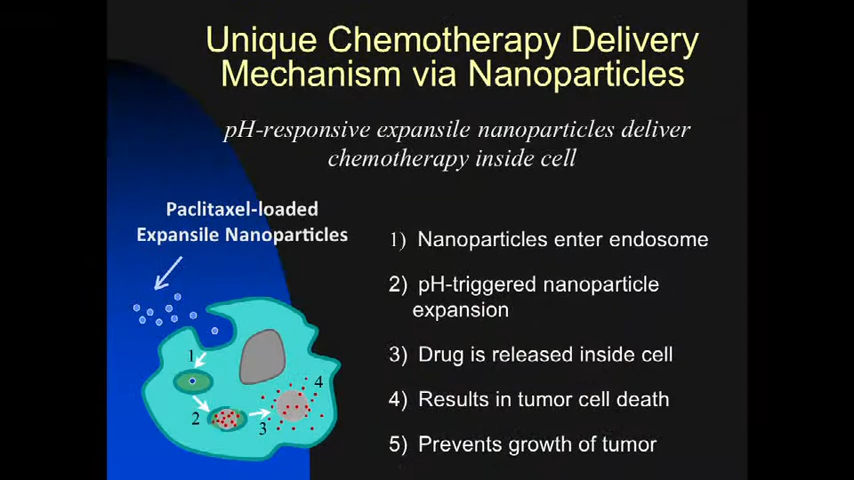 Unique Chemotherapy Delivery
Mechanism via Nanoparticles
pH-responsive expansile nanoparticles deliver
chemotherapy inside cell
Paclitaxel-loaded
Expansile Nanoparticles
1) Nanoparticles enter endosome
2) pH-triggered nanoparticle
expansion
3) Drug is released inside cell
4) Results in tumor cell death
5) Prevents growth of tumor
1
2
3
4